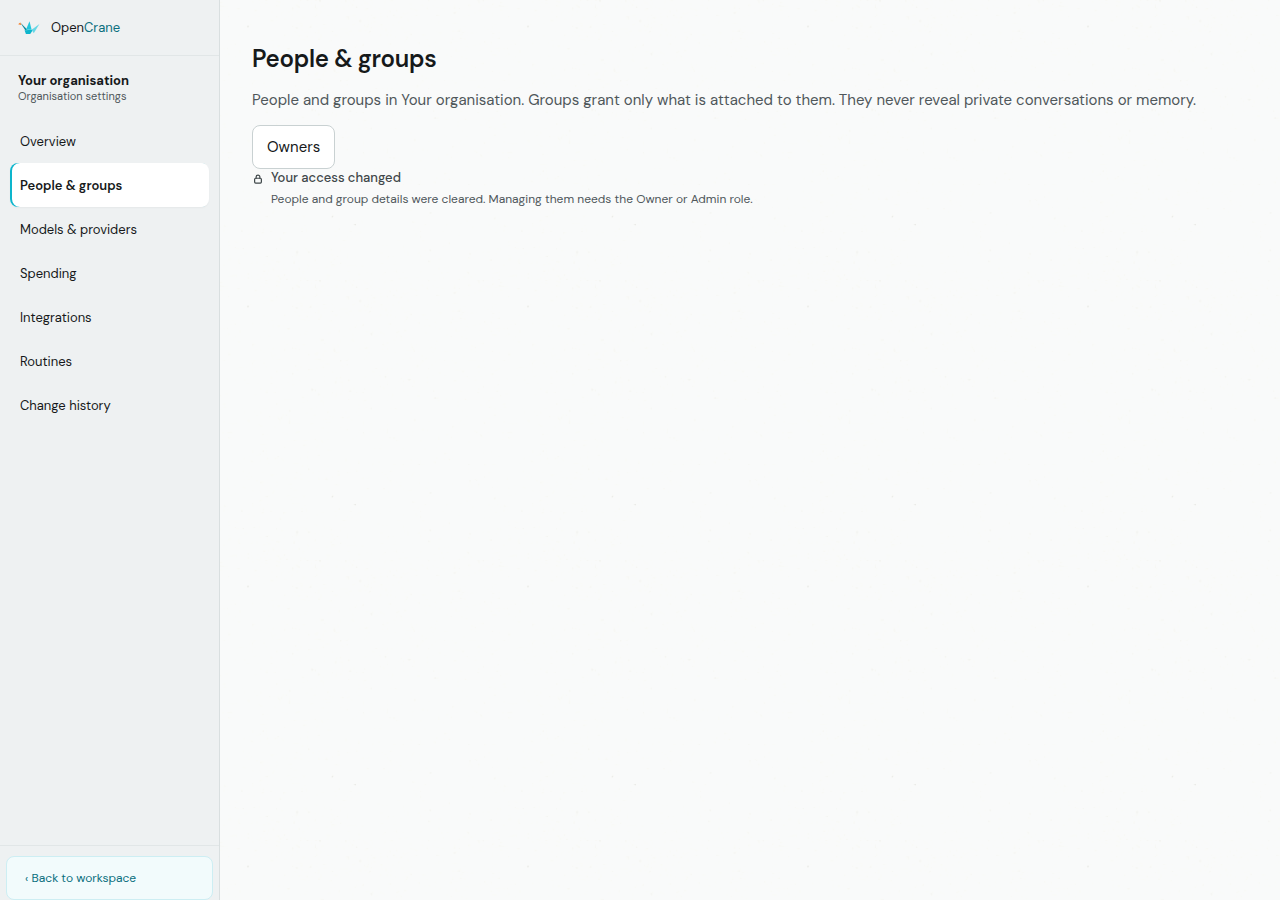 OpenCrane
Your organisation
Organisation settings
Overview
People & groups
Models & providers
Spending
Integrations
Routines
Change history
‹ Back to workspace
People & groups
People and groups in Your organisation. Groups grant only what is attached to them. They never reveal private conversations or memory.
Owners
Your access changed
People and group details were cleared. Managing them needs the Owner or Admin role.